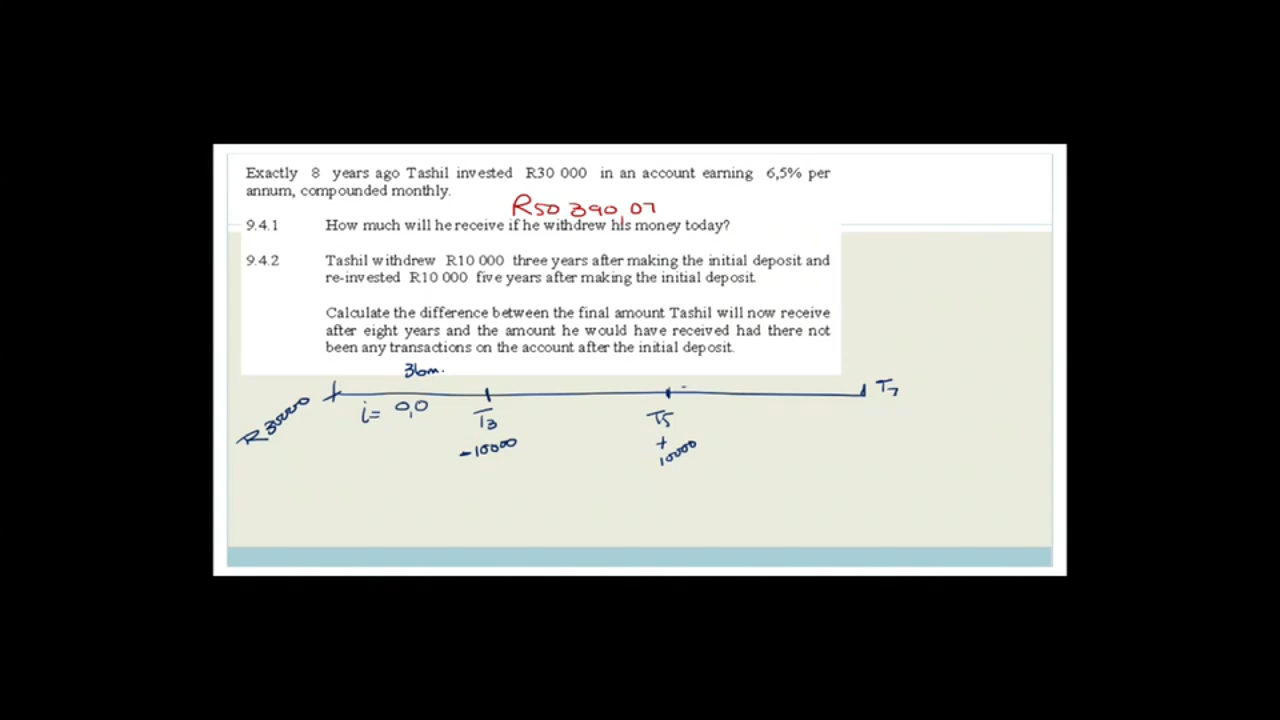 Exactly 8 years ago Tashil invested R30 000 in an account earning 6,5% per
annum, compounded monthly.
R50 390,07
9.4.1 How much will he receive if he withdrew his money today?
9.4.2 Tashil withdrew R10 000 three years after making the initial deposit and
re-invested R10 000 five years after making the initial deposit.
Calculate the difference between the final amount Tashil will now receive
after eight years and the amount he would have received had there not
been any transactions on the account after the initial deposit.
36m.
T7
R30000 i= 0,0 T3 T5
-10000 +
10000